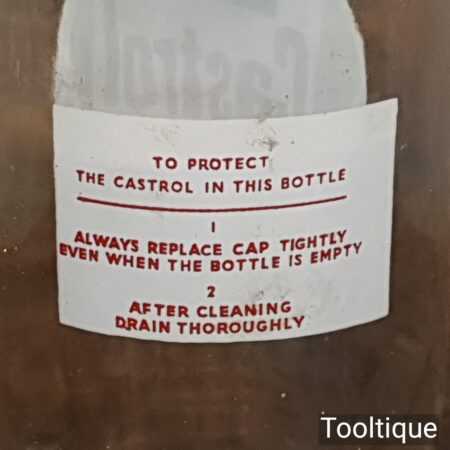 Castrol
TO PROTECT
THE CASTROL IN THIS BOTTLE
1
ALWAYS REPLACE CAP TIGHTLY
EVEN WHEN THE BOTTLE IS EMPTY
2
AFTER CLEANING
DRAIN THOROUGHLY
Tooltique